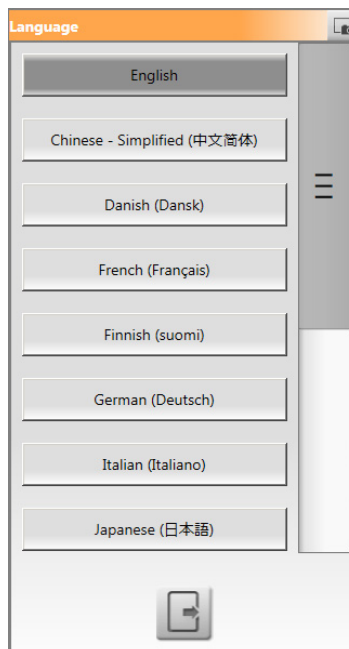 Language
English
Chinese - Simplified (中文简体)
Danish (Dansk)
French (Français)
Finnish (suomi)
German (Deutsch)
Italian (Italiano)
Japanese (日本語)